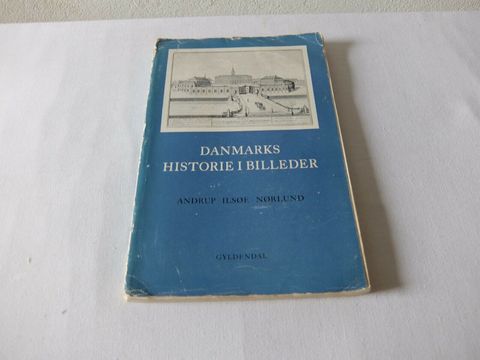 DANMARKS
HISTORIE I BILLEDER
ANDRUP ILSØE NØRLUND
GYLDENDAL